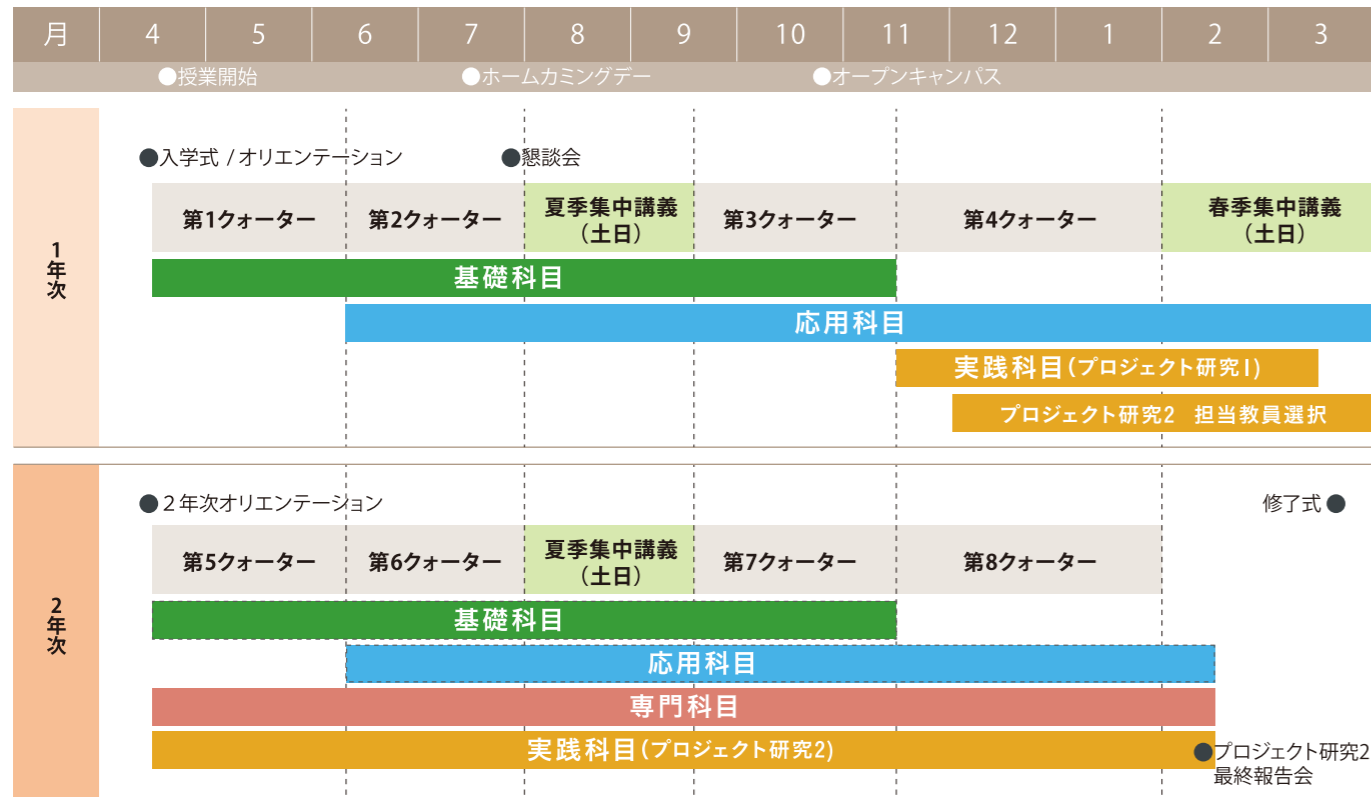 月 4 5 6 7 8 9 10 11 12 1 2 3
●授業開始 ●ホームカミングデー ●オープンキャンパス
1年次
●入学式 / オリエンテーション ●懇談会
第1クォーター 第2クォーター 夏季集中講義 第3クォーター 第4クォーター 春季集中講義
（土日） （土日）
基礎科目
応用科目
実践科目(プロジェクト研究1)
プロジェクト研究2 担当教員選択
2年次
●２年次オリエンテーション 修了式●
第5クォーター 第6クォーター 夏季集中講義 第7クォーター 第8クォーター
（土日）
基礎科目
応用科目
専門科目
実践科目(プロジェクト研究2)
●プロジェクト研究2
最終報告会